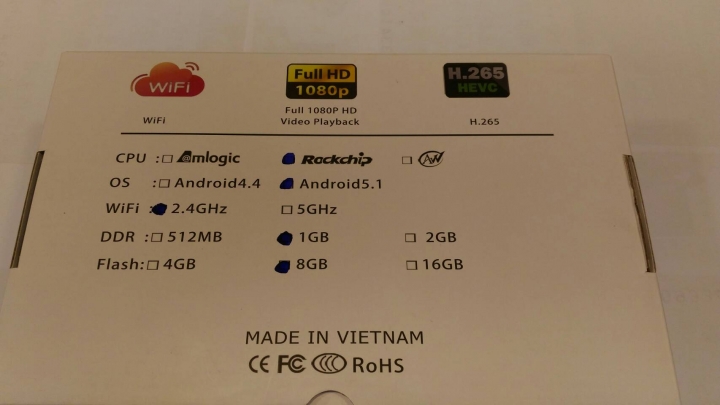 WiFi Full HD 1080p H.265 HEVC
Full 1080P HD
WiFi Video Playback H.265
CPU : Amlogic Rockchip AW
OS : Android4.4 Android5.1
WiFi : 2.4GHz 5GHz
DDR : 512MB 1GB 2GB
Flash: 4GB 8GB 16GB
MADE IN VIETNAM
CE FC CCC RoHS